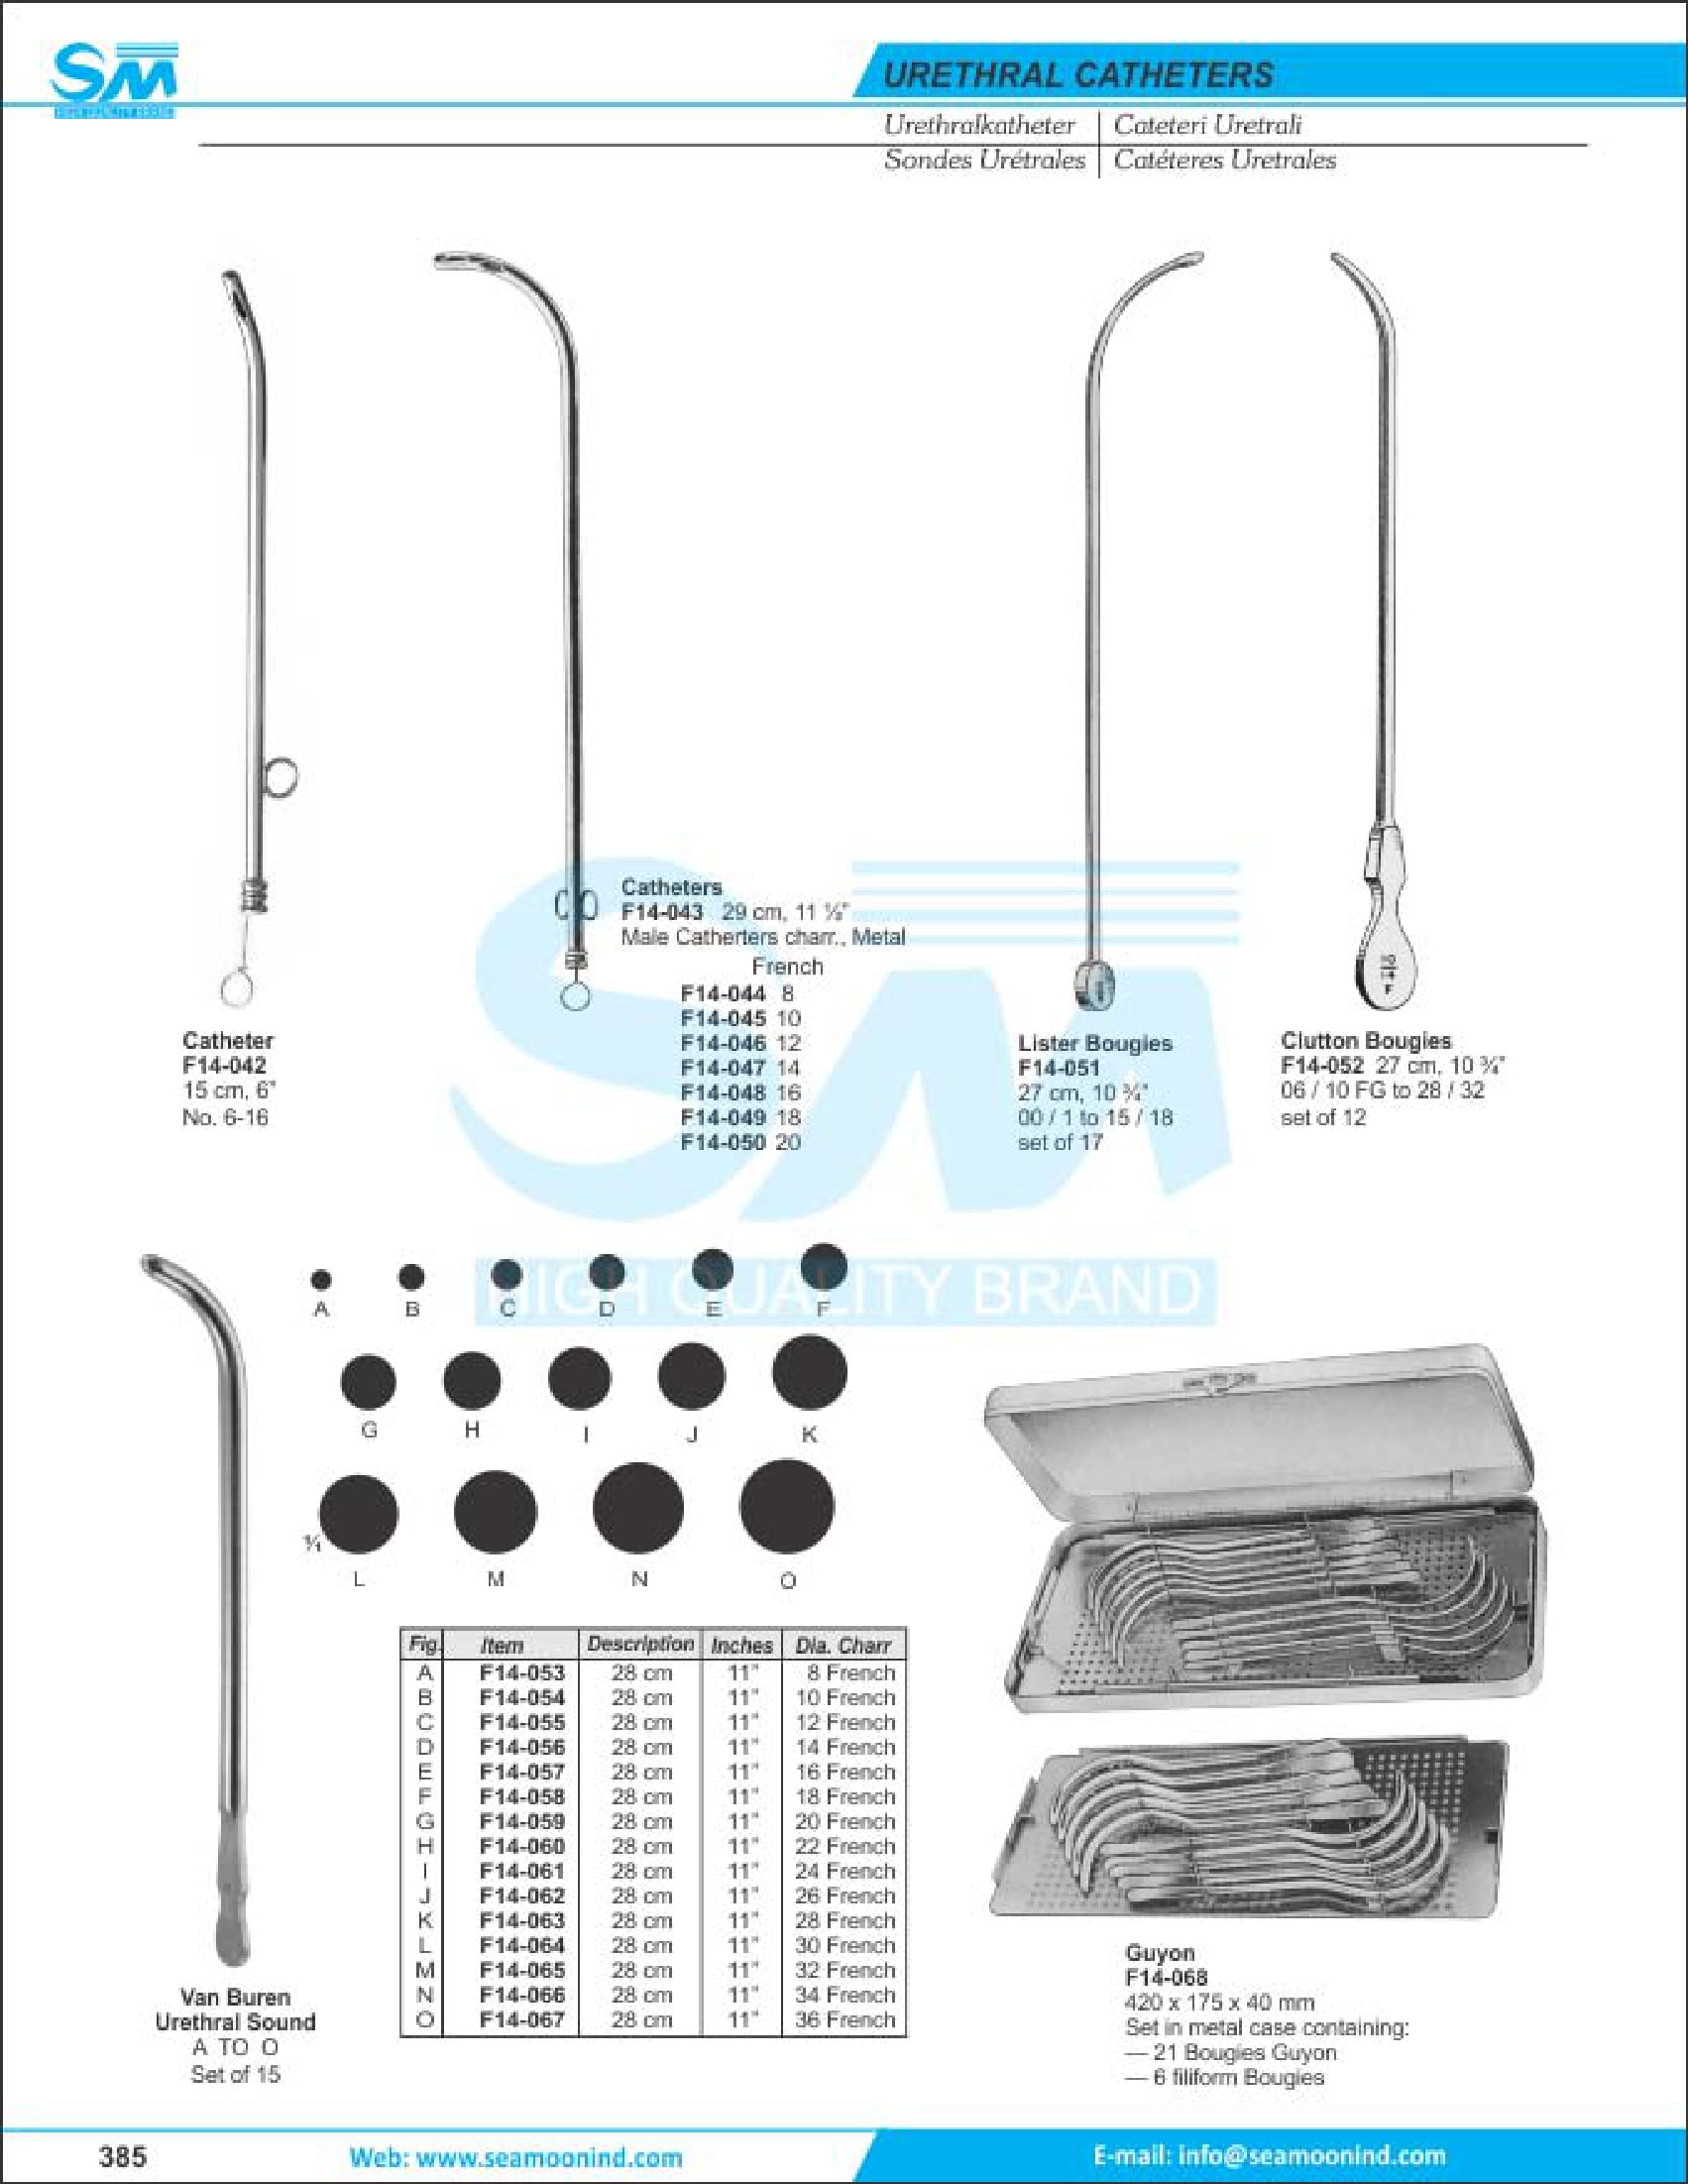 SM
HIGH QUALITY BRAND
URETHRAL CATHETERS
Urethralkatheter
Cateteri Uretrali
Sondes Urétrales
Catéteres Uretrales
Catheter
F14-042
15 cm, 6"
No. 6-16
Catheters
F14-043 29 cm, 11 ½"
Male Catherters charr., Metal
French
F14-044 8
F14-045 10
F14-046 12
F14-047 14
F14-048 16
F14-049 18
F14-050 20
Lister Bougies
F14-051
27 cm, 10 ¾"
00 / 1 to 15 / 18
set of 17
Clutton Bougies
F14-052 27 cm, 10 ¾"
06 / 10 FG to 28 / 32
set of 12
SM
HIGH QUALITY BRAND
A B C D E F
G H I J K
L M N O
Fig. Item Description Inches Dia. Charr
A F14-053 28 cm 11" 8 French
B F14-054 28 cm 11" 10 French
C F14-055 28 cm 11" 12 French
D F14-056 28 cm 11" 14 French
E F14-057 28 cm 11" 16 French
F F14-058 28 cm 11" 18 French
G F14-059 28 cm 11" 20 French
H F14-060 28 cm 11" 22 French
I F14-061 28 cm 11" 24 French
J F14-062 28 cm 11" 26 French
K F14-063 28 cm 11" 28 French
L F14-064 28 cm 11" 30 French
M F14-065 28 cm 11" 32 French
N F14-066 28 cm 11" 34 French
O F14-067 28 cm 11" 36 French
Van Buren
Urethral Sound
A TO O
Set of 15
Guyon
F14-068
420 x 175 x 40 mm
Set in metal case containing:
— 21 Bougies Guyon
— 6 filiform Bougies
385
Web: www.seamoonind.com
E-mail: info@seamoonind.com